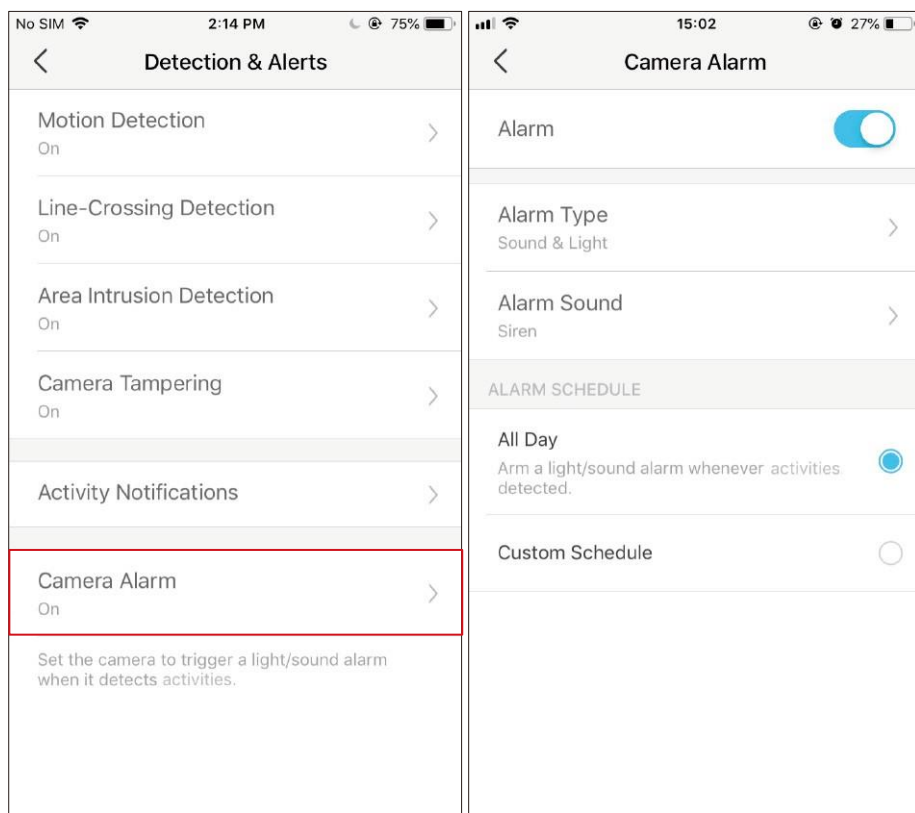 No SIM 2:14 PM 75%
Detection & Alerts
Motion Detection
On
Line-Crossing Detection
On
Area Intrusion Detection
On
Camera Tampering
On
Activity Notifications
Camera Alarm
On
Set the camera to trigger a light/sound alarm
when it detects activities.
15:02 27%
Camera Alarm
Alarm
Alarm Type
Sound & Light
Alarm Sound
Siren
ALARM SCHEDULE
All Day
Arm a light/sound alarm whenever activities
detected.
Custom Schedule